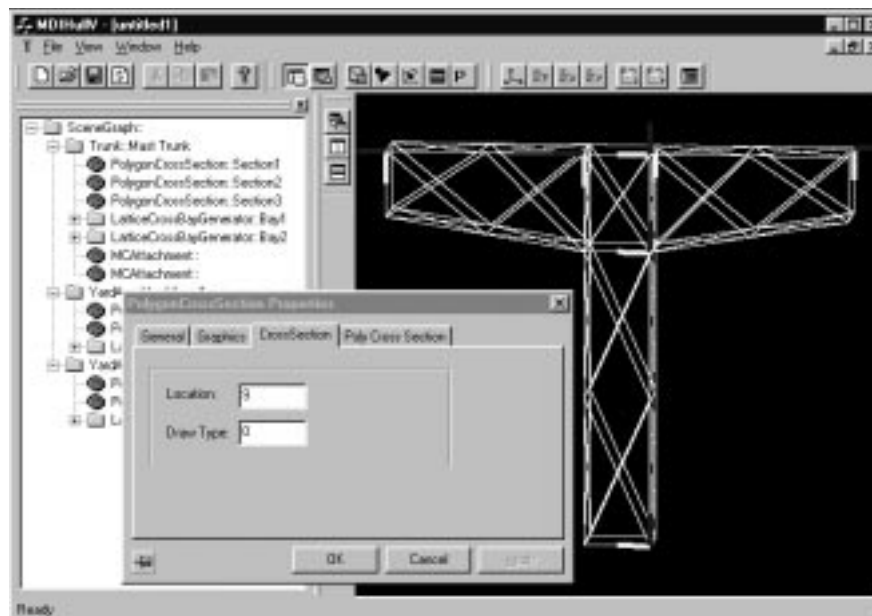 MDIHullV - [untitled1]
File View Window Help
P
SceneGraph:
Trunk: Mast Trunk
PolygonCrossSection: Section1
PolygonCrossSection: Section2
PolygonCrossSection: Section3
LatticeCrossBayGenerator: Bay1
LatticeCrossBayGenerator: Bay2
MCAttachment:
MCAttachment:
PolygonCrossSection Properties
General Graphics CrossSection Poly Cross Section
Location: 9
Draw Type: 0
OK Cancel
Ready